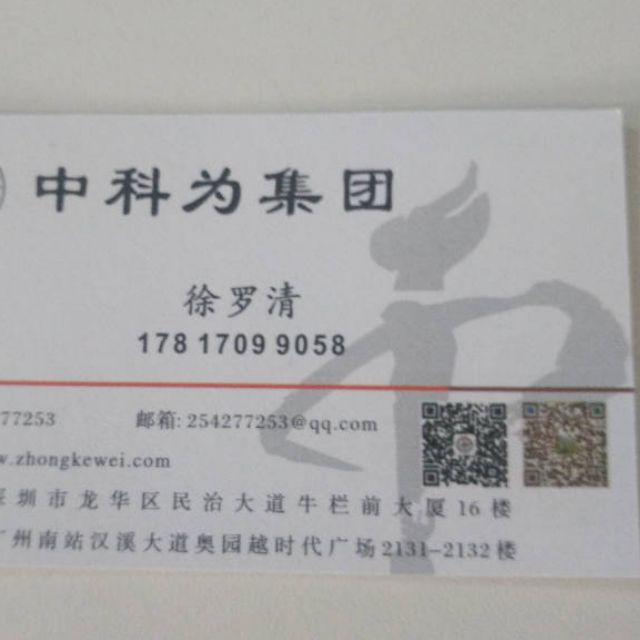 中科为集团
徐罗清
178 1709 9058
77253 邮箱: 254277253@qq.com
w.zhongkewei.com
深圳市龙华区民治大道牛栏前大厦16楼
广州南站汉溪大道奥园越时代广场2131-2132楼